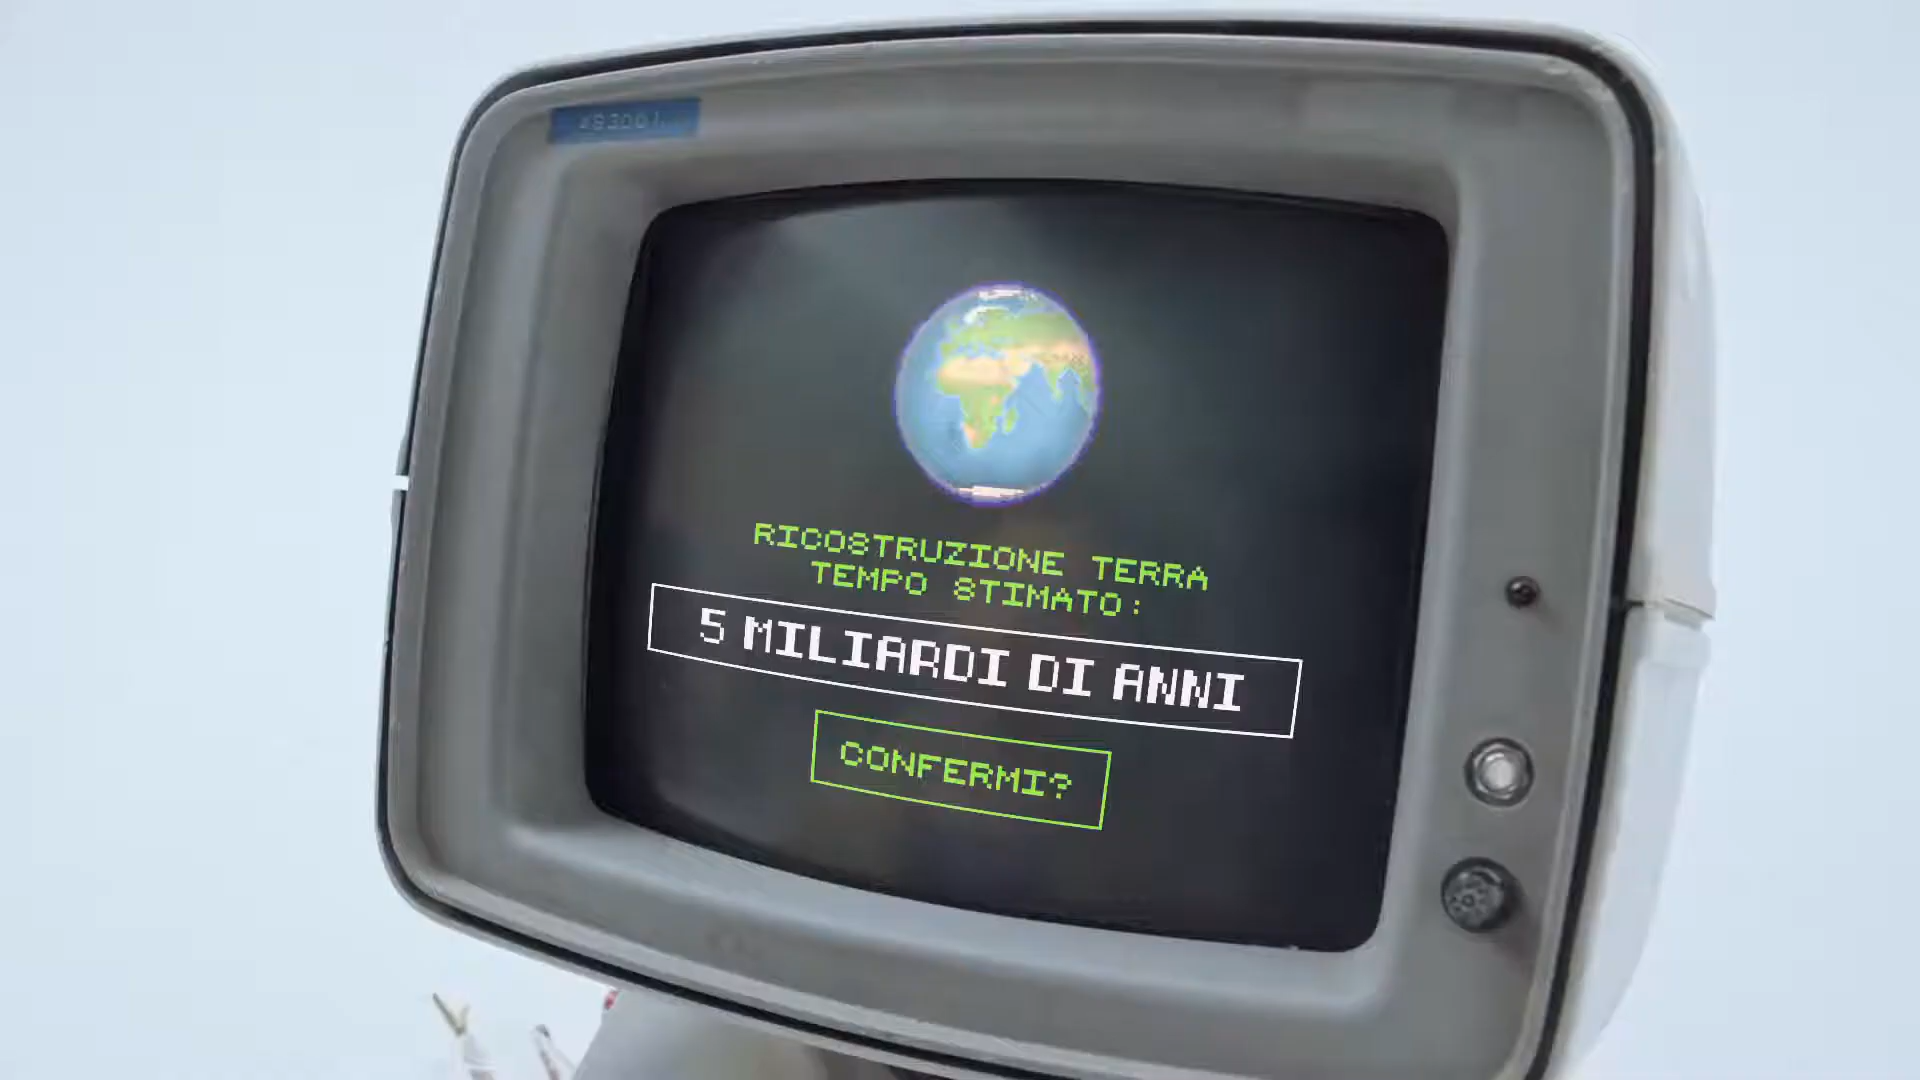 RICOSTRUZIONE TERRA
TEMPO STIMATO:
5 MILIARDI DI ANNI
CONFERMI?